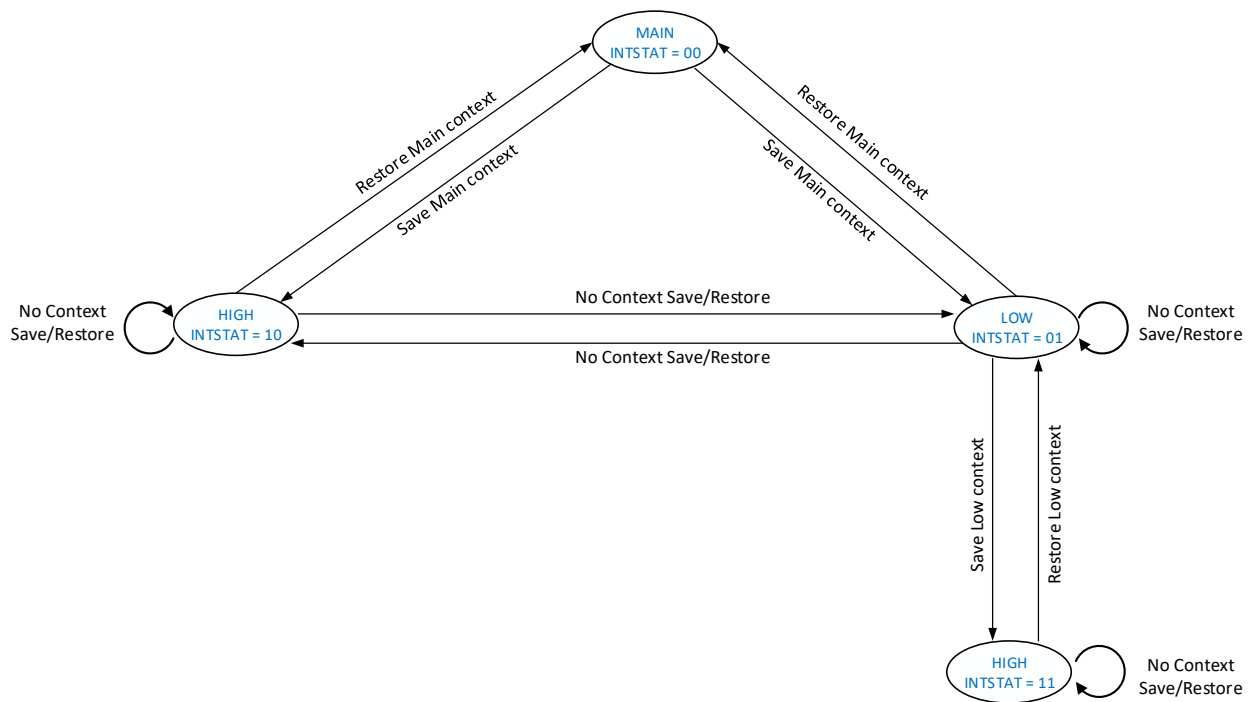 MAIN
INTSTAT = 00
Restore Main context
Save Main context
Save Main context
Restore Main context
No Context
Save/Restore
HIGH
INTSTAT = 10
No Context Save/Restore
No Context Save/Restore
LOW
INTSTAT = 01
No Context
Save/Restore
Save Low context
Restore Low context
HIGH
INTSTAT = 11
No Context
Save/Restore